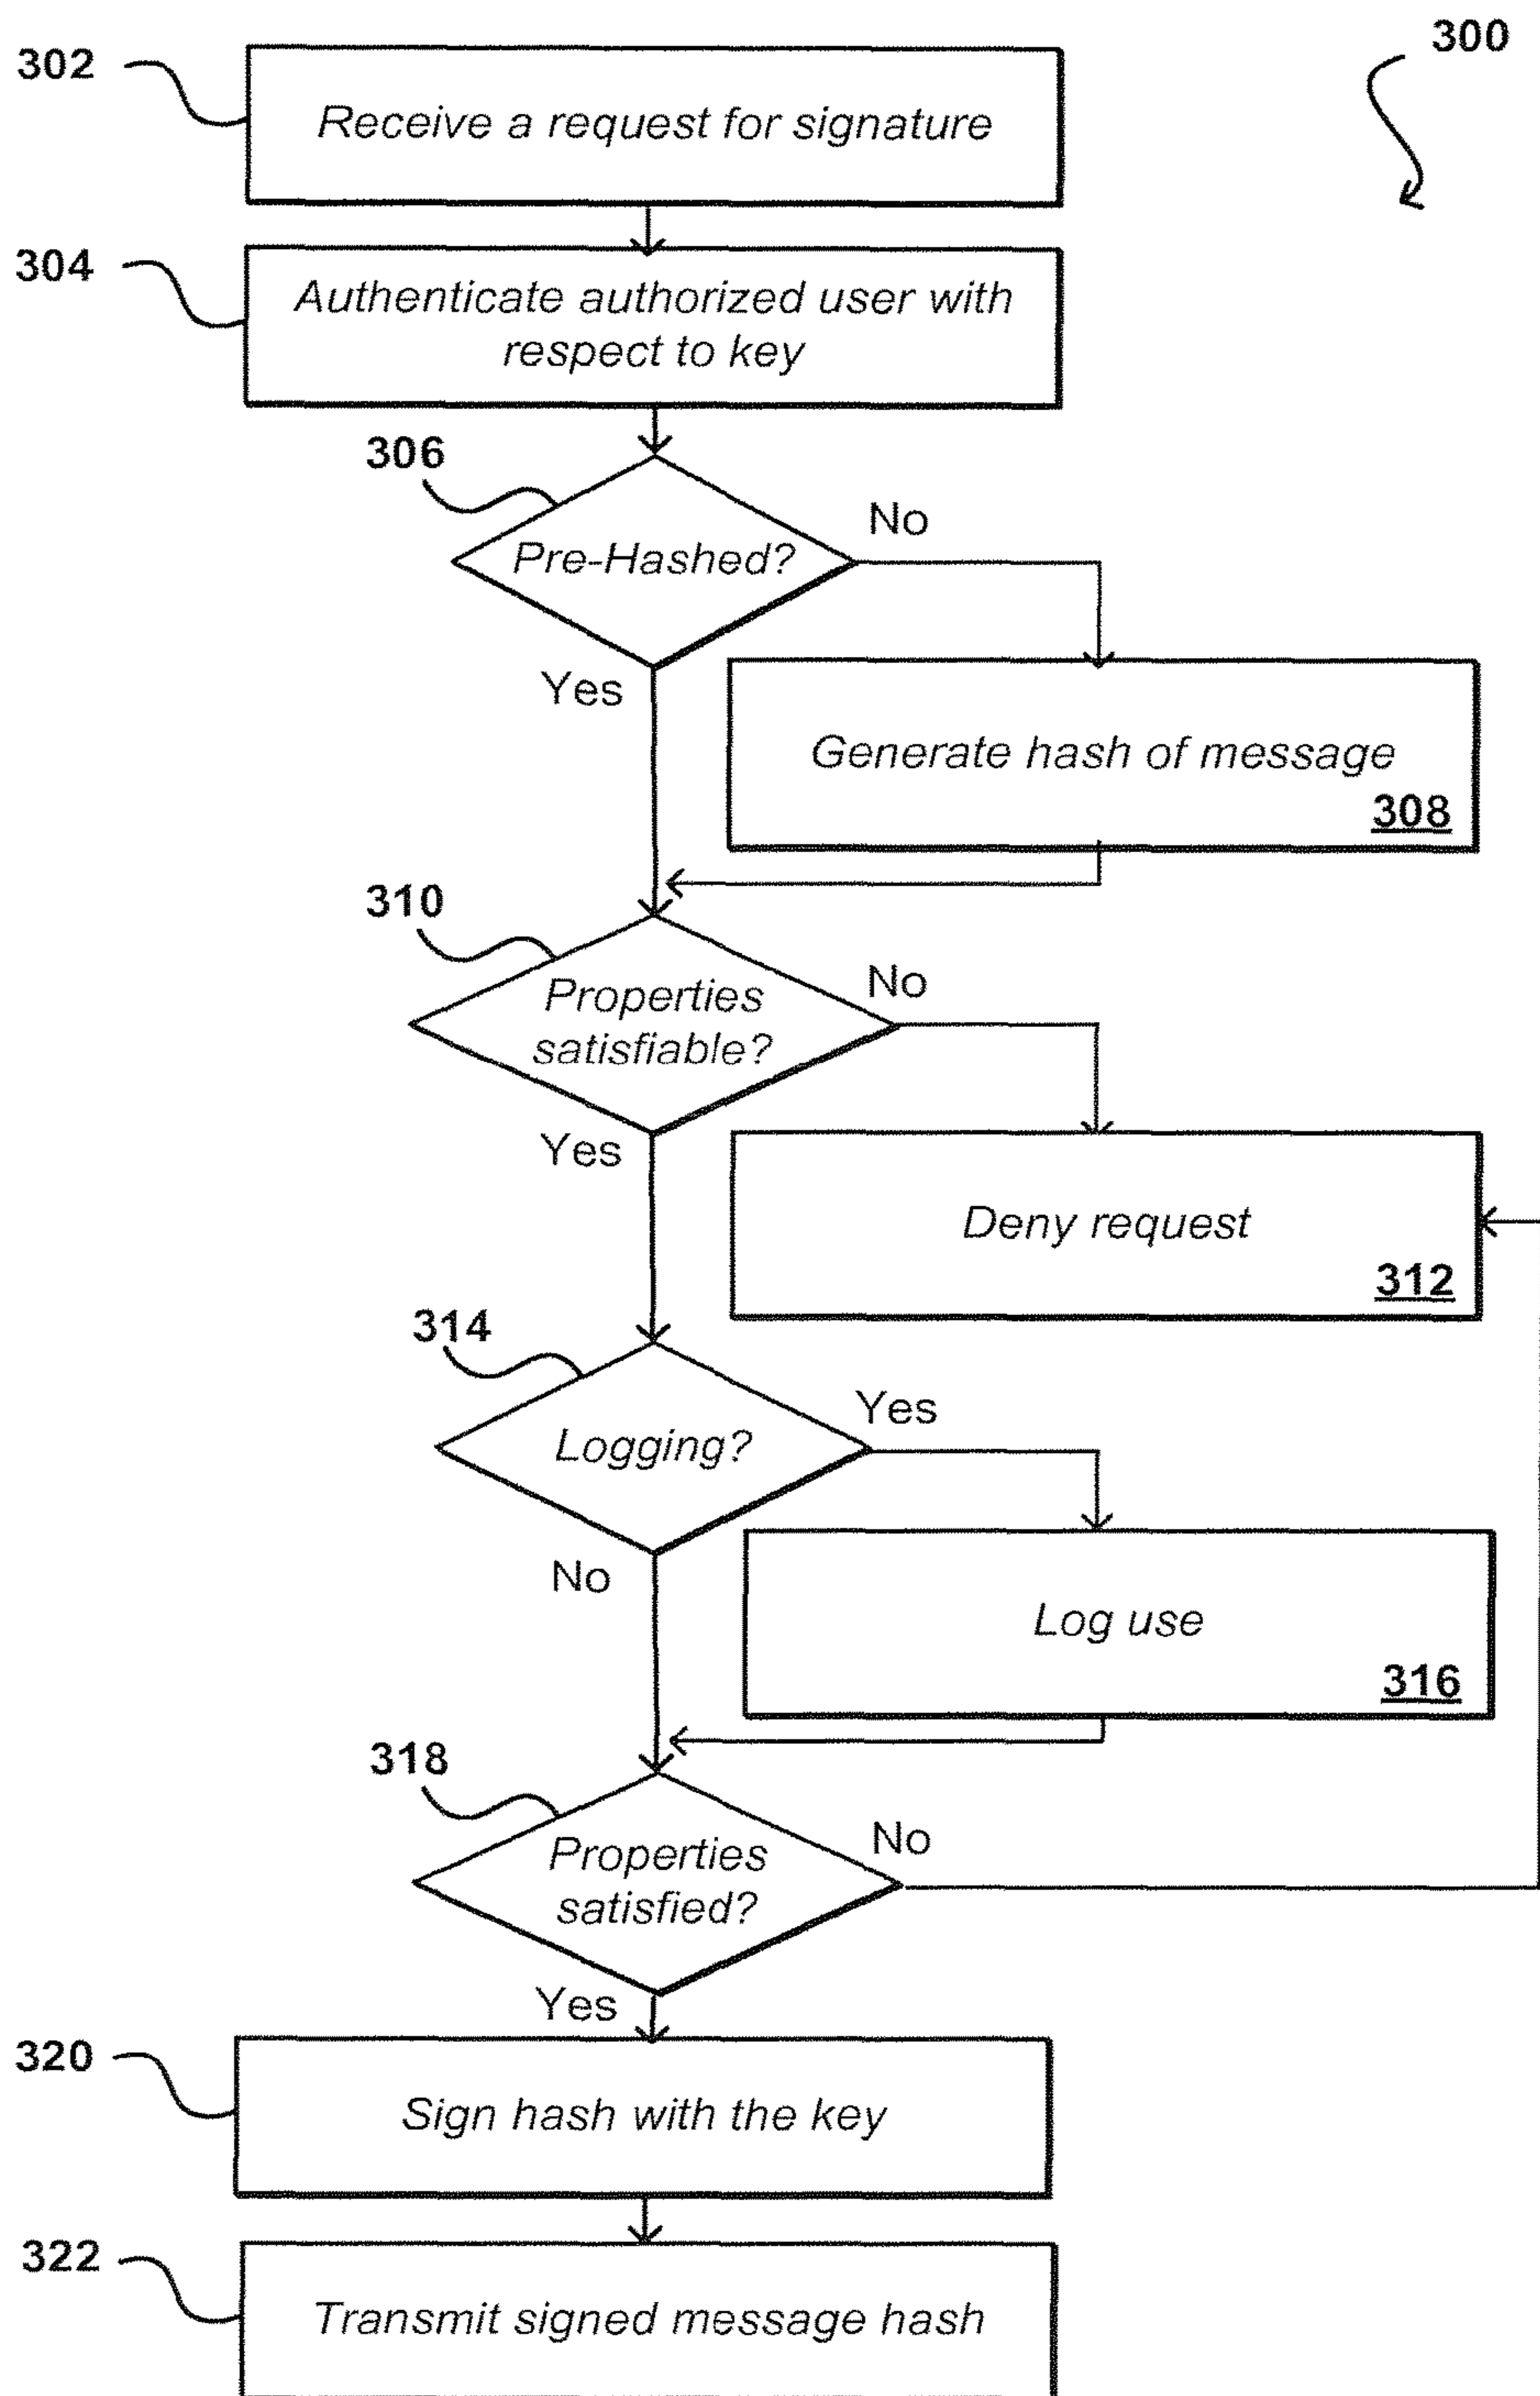 300
302
Receive a request for signature
304
Authenticate authorized user with
respect to key
306
Pre-Hashed?
No
Yes
Generate hash of message
308
310
Properties
satisfiable?
No
Yes
Deny request
312
314
Logging?
Yes
No
Log use
316
318
Properties
satisfied?
No
Yes
320
Sign hash with the key
322
Transmit signed message hash